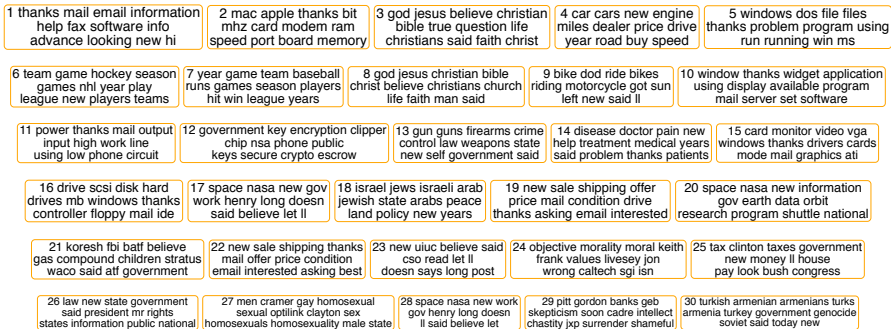 1 thanks mail email information
help fax software info
advance looking new hi
2 mac apple thanks bit
mhz card modem ram
speed port board memory
3 god jesus believe christian
bible true question life
christians said faith christ
4 car cars new engine
miles dealer price drive
year road buy speed
5 windows dos file files
thanks problem program using
run running win ms
6 team game hockey season
games nhl year play
league new players teams
7 year game team baseball
runs games season players
hit win league years
8 god jesus christian bible
christ believe christians church
life faith man said
9 bike dod ride bikes
riding motorcycle got sun
left new said ll
10 window thanks widget application
using display available program
mail server set software
11 power thanks mail output
input high work line
using low phone circuit
12 government key encryption clipper
chip nsa phone public
keys secure crypto escrow
13 gun guns firearms crime
control law weapons state
new self government said
14 disease doctor pain new
help treatment medical years
said problem thanks patients
15 card monitor video vga
windows thanks drivers cards
mode mail graphics ati
16 drive scsi disk hard
drives mb windows thanks
controller floppy mail ide
17 space nasa new gov
work henry long doesn
said believe let ll
18 israel jews israeli arab
jewish state arabs peace
land policy new years
19 new sale shipping offer
price mail condition drive
thanks asking email interested
20 space nasa new information
gov earth data orbit
research program shuttle national
21 koresh fbi batf believe
gas compound children stratus
waco said atf government
22 new sale shipping thanks
mail offer price condition
email interested asking best
23 new uiuc believe said
cso read let ll
doesn says long post
24 objective morality moral keith
frank values livesey jon
wrong caltech sgi isn
25 tax clinton taxes government
new money ll house
pay look bush congress
26 law new state government
said president mr rights
states information public national
27 men cramer gay homosexual
sexual optilink clayton sex
homosexuals homosexuality male state
28 space nasa new work
gov henry long doesn
ll said believe let
29 pitt gordon banks geb
skepticism soon cadre intellect
chastity jxp surrender shameful
30 turkish armenian armenians turks
armenia turkey government genocide
soviet said today new